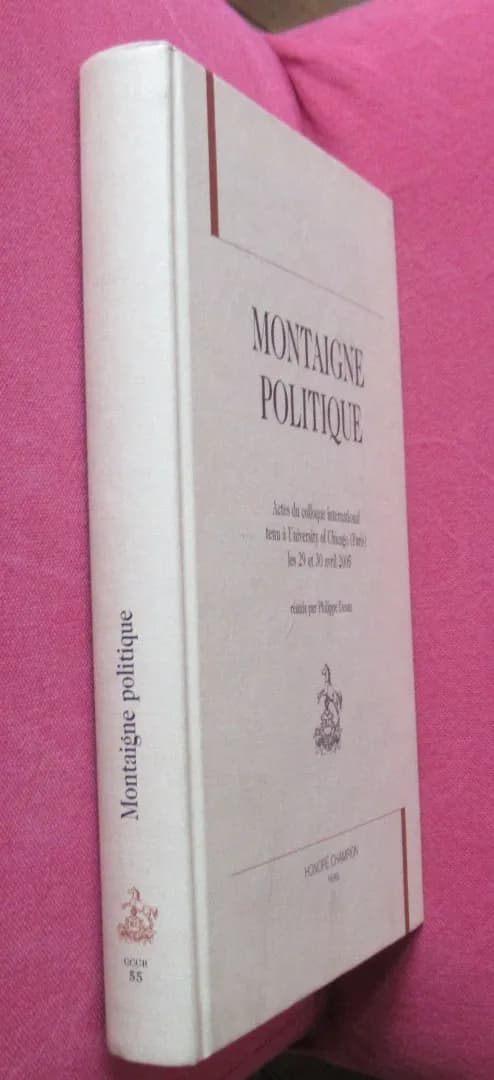 MONTAIGNE
POLITIQUE
Actes du colloque international
tenu à University of Chicago (Paris)
les 29 et 30 avril 2005
réunis par Philippe Desan
HONORÉ CHAMPION
PARIS
Montaigne politique
CCCR
55